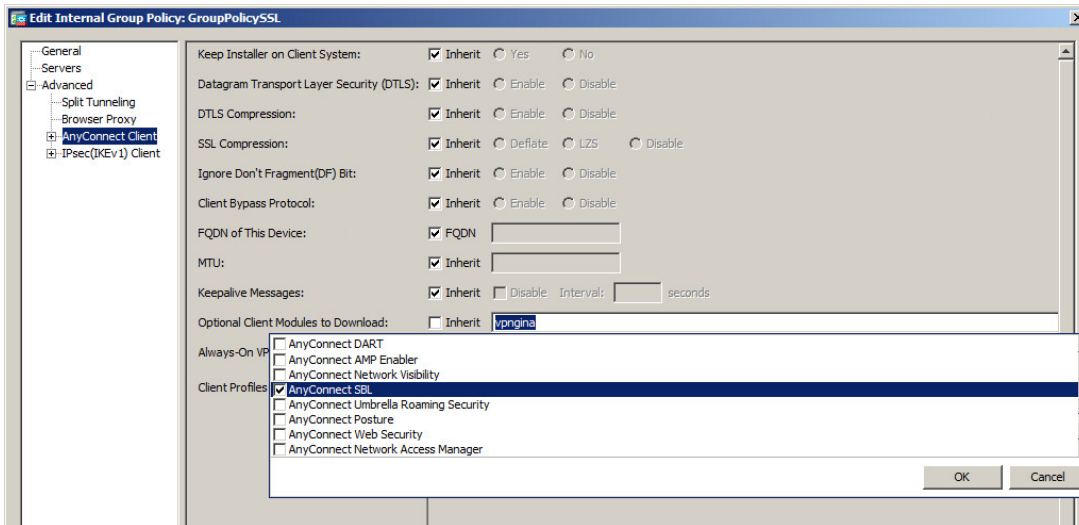 Edit Internal Group Policy: GroupPolicySSL
General
Servers
Advanced
Split Tunneling
Browser Proxy
AnyConnect Client
IPsec(IKEv1) Client
Keep Installer on Client System: Inherit Yes No
Datagram Transport Layer Security (DTLS): Inherit Enable Disable
DTLS Compression: Inherit Enable Disable
SSL Compression: Inherit Deflate LZS Disable
Ignore Don't Fragment(DF) Bit: Inherit Enable Disable
Client Bypass Protocol: Inherit Enable Disable
FQDN of This Device: FQDN
MTU: Inherit
Keepalive Messages: Inherit Disable Interval: seconds
Optional Client Modules to Download: Inherit vpngina
Always-On VP
Client Profiles
AnyConnect DART
AnyConnect AMP Enabler
AnyConnect Network Visibility
AnyConnect SBL
AnyConnect Umbrella Roaming Security
AnyConnect Posture
AnyConnect Web Security
AnyConnect Network Access Manager
OK Cancel